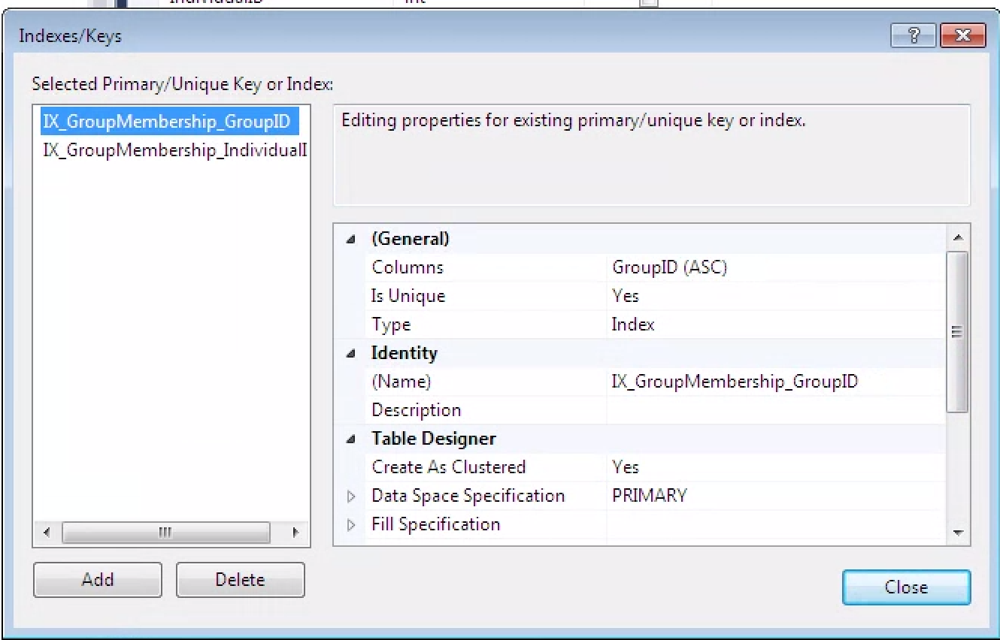 Indexes/Keys
Selected Primary/Unique Key or Index:
IX_GroupMembership_GroupID
IX_GroupMembership_IndividualI
Editing properties for existing primary/unique key or index.
(General)
Columns GroupID (ASC)
Is Unique Yes
Type Index
Identity
(Name) IX_GroupMembership_GroupID
Description
Table Designer
Create As Clustered Yes
Data Space Specification PRIMARY
Fill Specification
Add Delete
Close